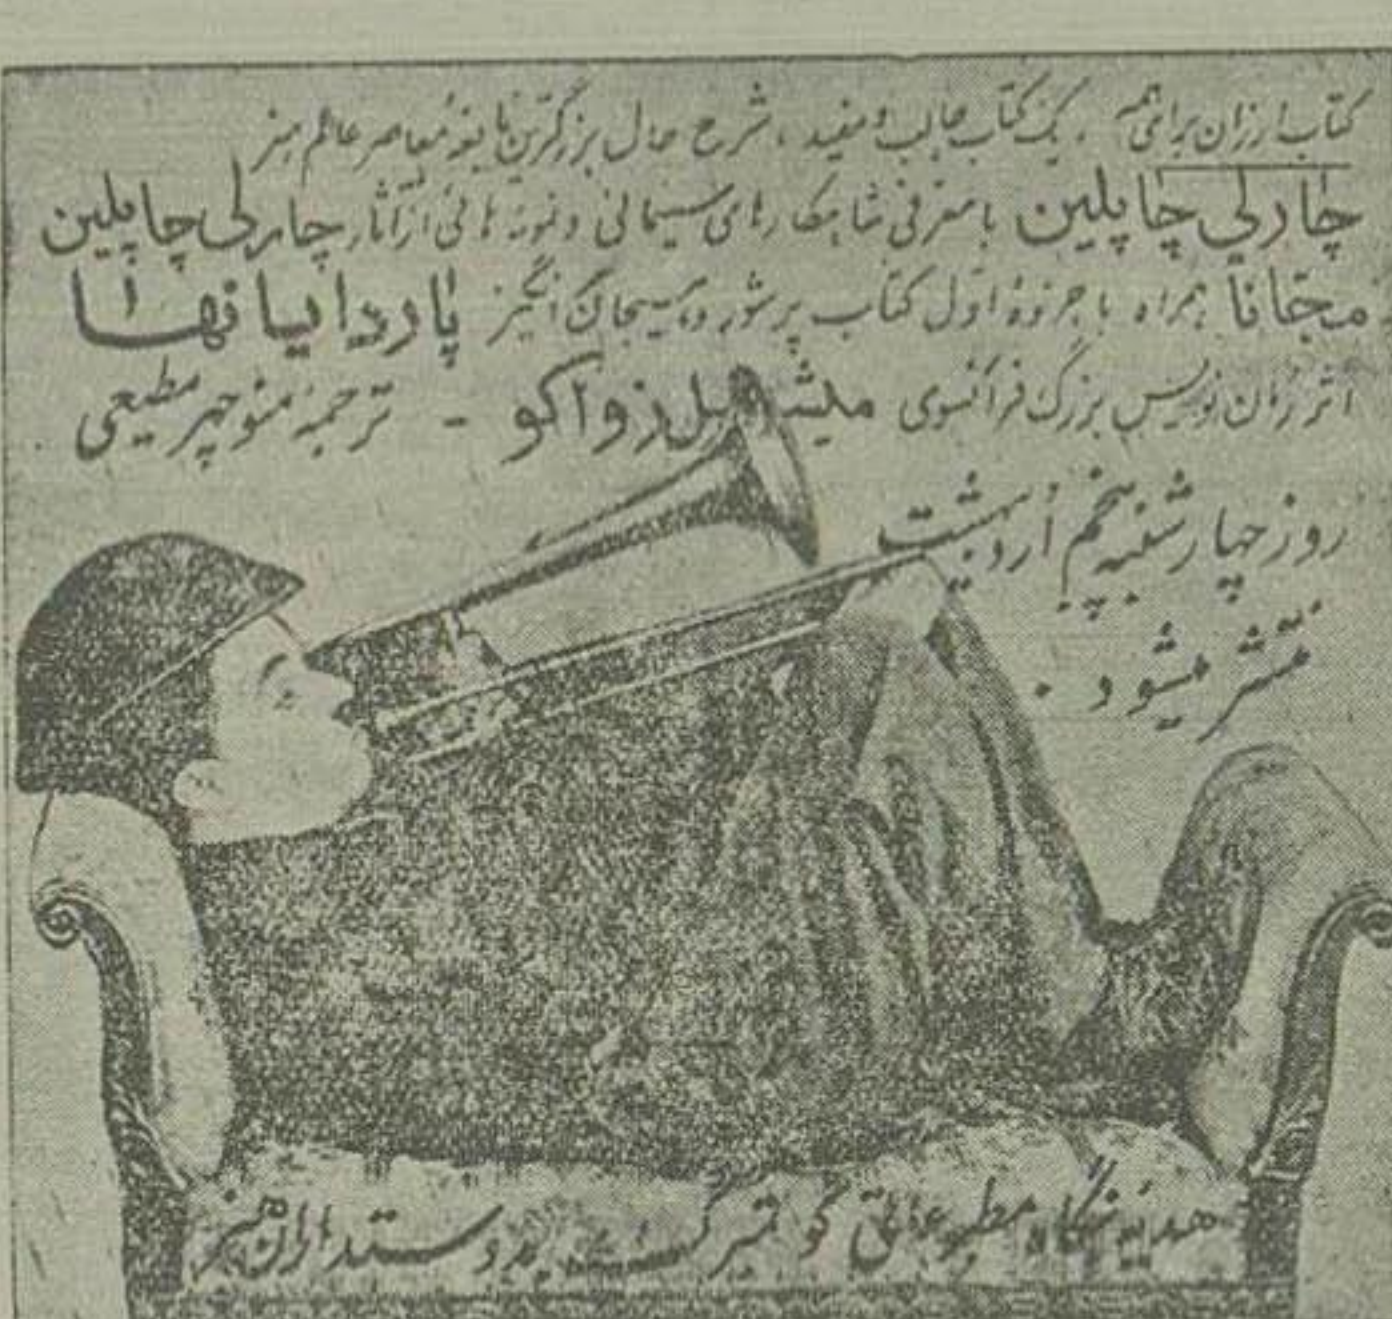 کتاب ارزان برای همه . یک کتاب جالب و مفید ، شرح حال بزرگترین نابغه معاصر عالم هنر
چارلی چاپلین با معرفی شاهکارهای سینمائی و نمونه هائی از آثار چارلی چاپلین
مجانا همراه با جزوه اول کتاب پرشور و هیجان انگیز پاردایانها
اثر رمان نویس بزرگ فرانسوی میشل زواکو - ترجمه منوچهر مطیعی
روز چهارشنبه پنجم اردیبهشت
منتشر میشود .
هدیه بنگاه مطبوعاتی گوتمبرگ به دوستداران هنر